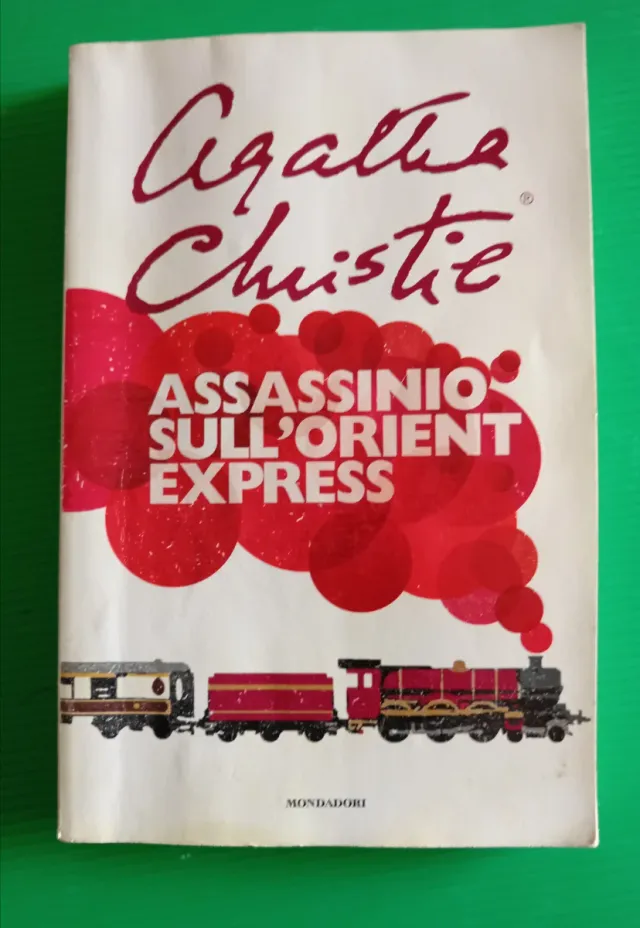 Agatha
Christie®
ASSASSINIO
SULL'ORIENT
EXPRESS
MONDADORI